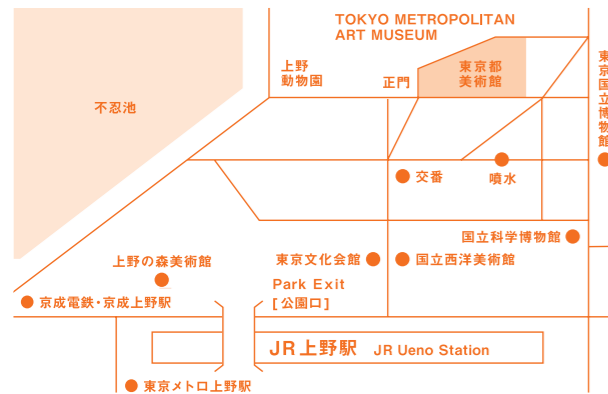 TOKYO METROPOLITAN
ART MUSEUM
上野
動物園
正門
東京都
美術館
東京国立博物館
不忍池
交番
噴水
国立科学博物館
上野の森美術館
東京文化会館
国立西洋美術館
Park Exit
[公園口]
京成電鉄・京成上野駅
JR上野駅 JR Ueno Station
東京メトロ上野駅